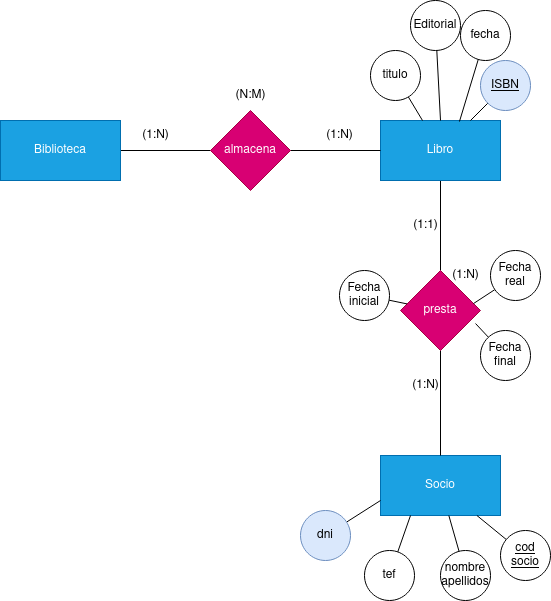 Editorial
fecha
titulo
ISBN
(N:M)
(1:N)
(1:N)
Biblioteca
almacena
Libro
(1:1)
(1:N)
Fecha
real
Fecha
inicial
presta
Fecha
final
(1:N)
Socio
dni
cod
socio
tef
nombre
apellidos